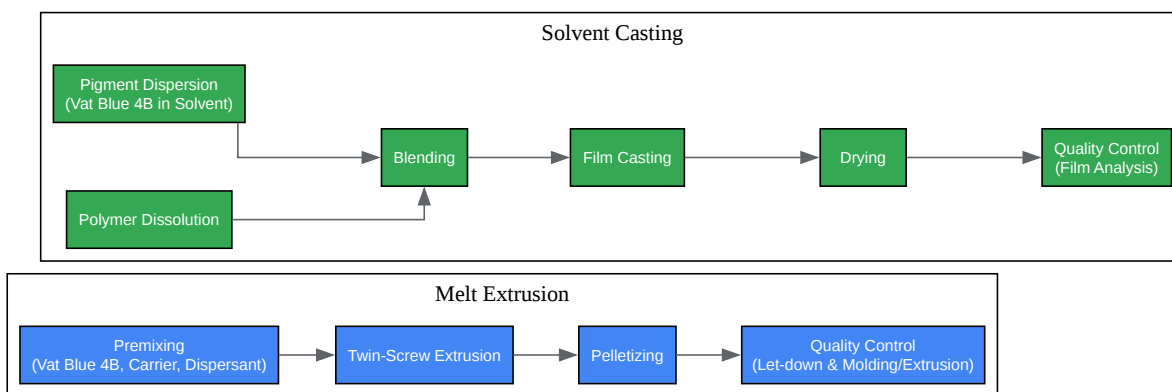 Solvent Casting
Pigment Dispersion
(Vat Blue 4B in Solvent)
Blending
Film Casting
Drying
Quality Control
(Film Analysis)
Polymer Dissolution
Melt Extrusion
Premixing
(Vat Blue 4B, Carrier, Dispersant)
Twin-Screw Extrusion
Pelletizing
Quality Control
(Let-down & Molding/Extrusion)